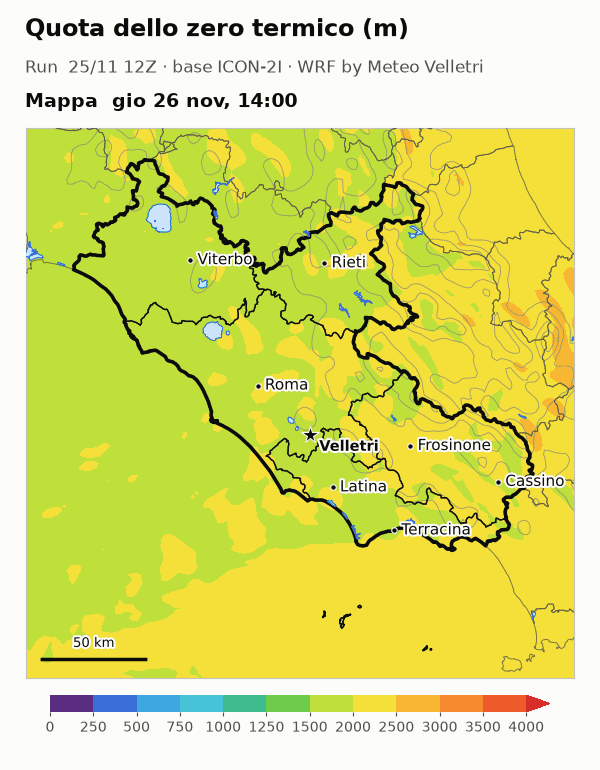 Quota dello zero termico (m)
Run 25/11 12Z · base ICON-2I · WRF by Meteo Velletri
Mappa gio 26 nov, 14:00
Viterbo
Rieti
Roma
Velletri
Frosinone
Cassino
Latina
Terracina
50 km
0 250 500 750 1000 1250 1500 2000 2500 3000 3500 4000